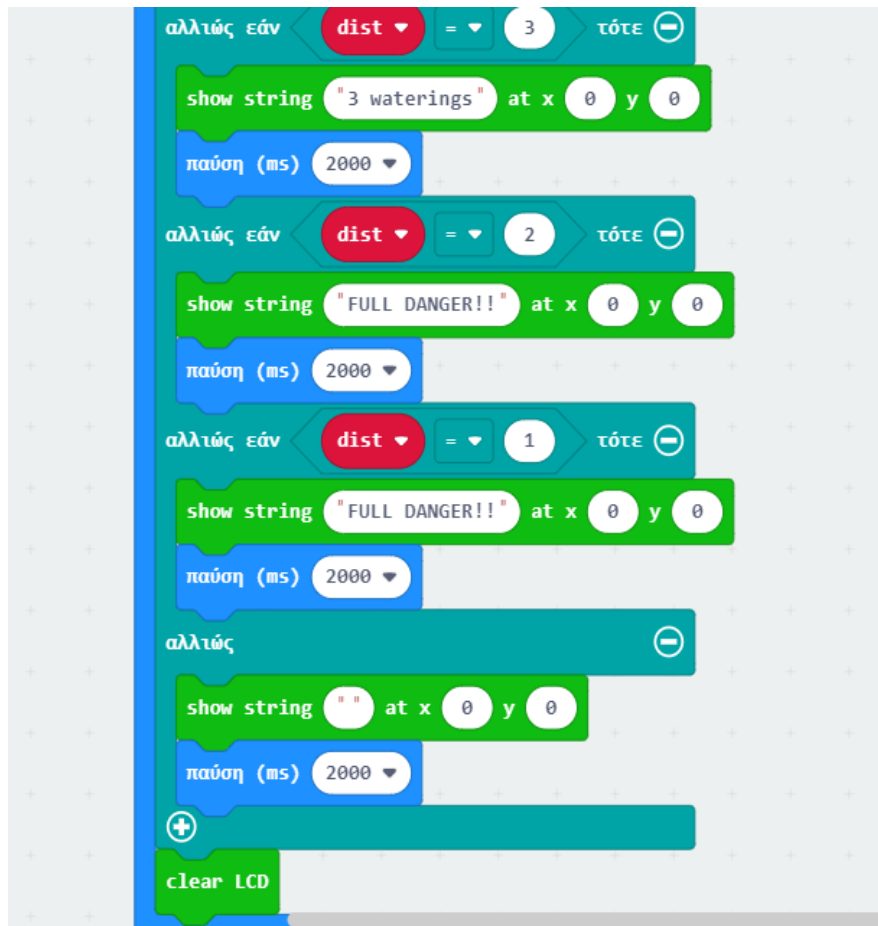 αλλιώς εάν dist = 3 τότε
show string "3 waterings" at x 0 y 0
παύση (ms) 2000
αλλιώς εάν dist = 2 τότε
show string "FULL DANGER!!" at x 0 y 0
παύση (ms) 2000
αλλιώς εάν dist = 1 τότε
show string "FULL DANGER!!" at x 0 y 0
παύση (ms) 2000
αλλιώς
show string " " at x 0 y 0
παύση (ms) 2000
clear LCD